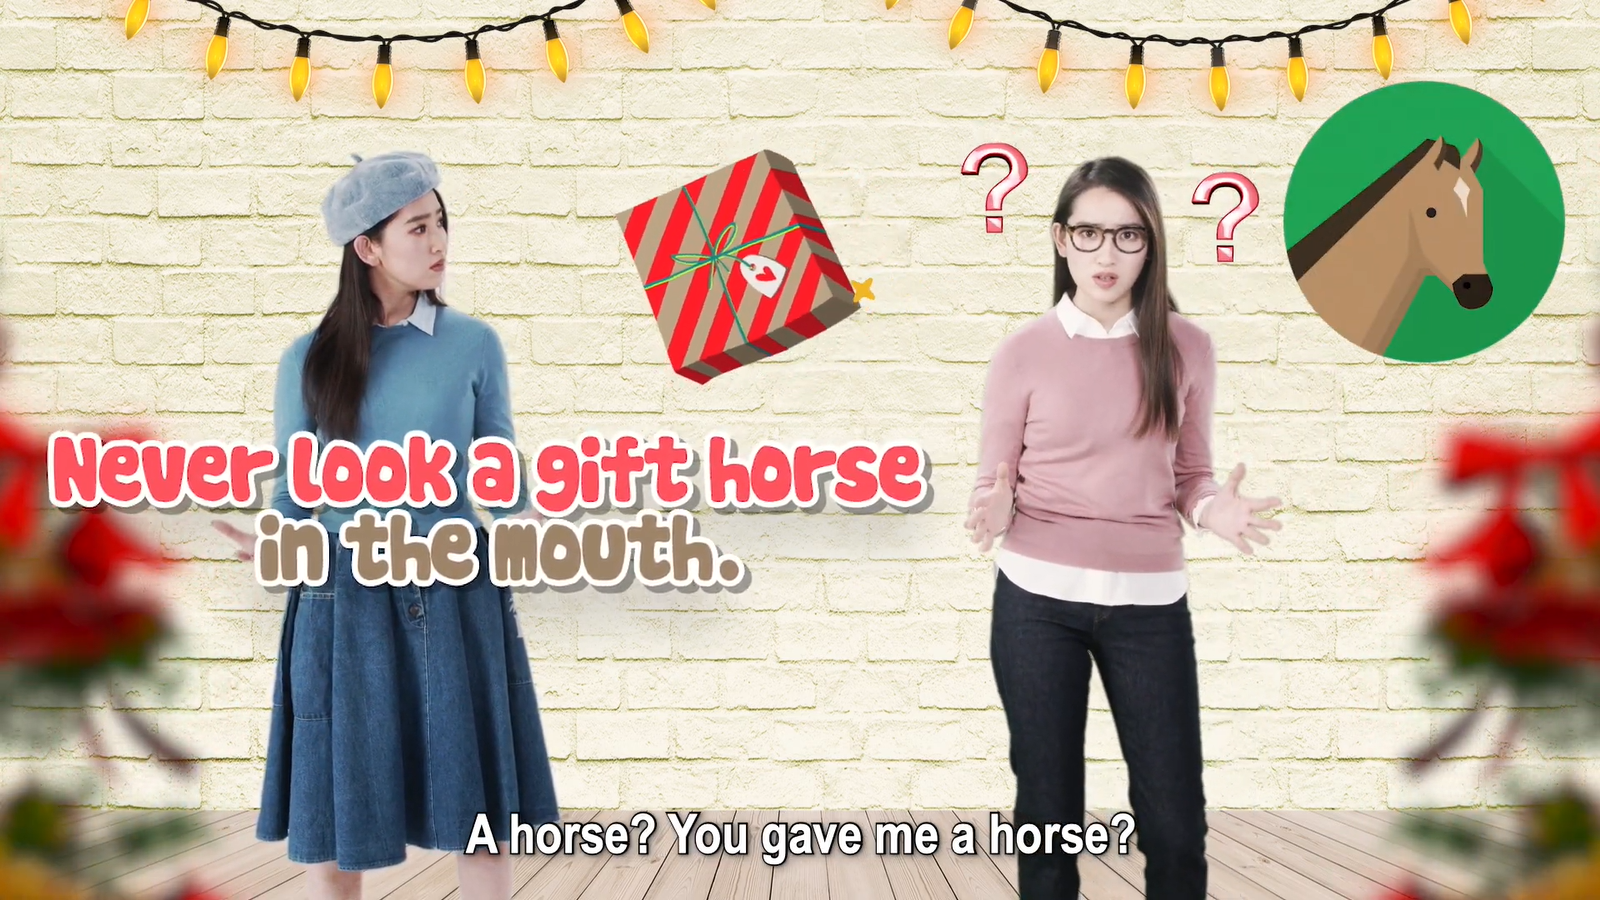 Never look a gift horse
in the mouth.
? ?
A horse? You gave me a horse?